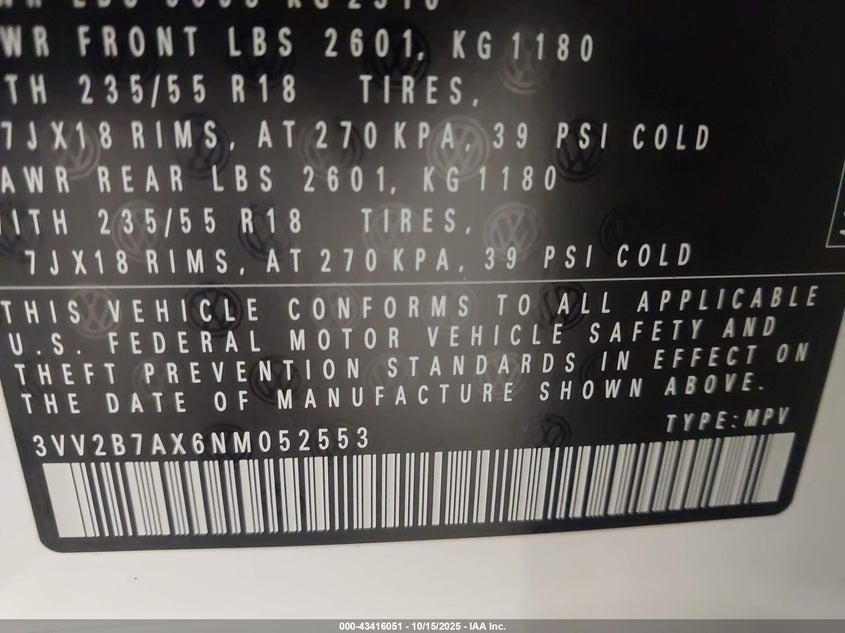 WR FRONT LBS 2601, KG 1180
ITH 235/55 R18 TIRES,
7JX18 RIMS, AT 270 KPA, 39 PSI COLD
AWR REAR LBS 2601, KG 1180
WITH 235/55 R18 TIRES,
7JX18 RIMS, AT 270 KPA, 39 PSI COLD
THIS VEHICLE CONFORMS TO ALL APPLICABLE
U.S. FEDERAL MOTOR VEHICLE SAFETY AND
THEFT PREVENTION STANDARDS IN EFFECT ON
THE DATE OF MANUFACTURE SHOWN ABOVE.
3VV2B7AX6NM052553 TYPE:MPV
000-43416051 - 10/15/2025 - IAA Inc.